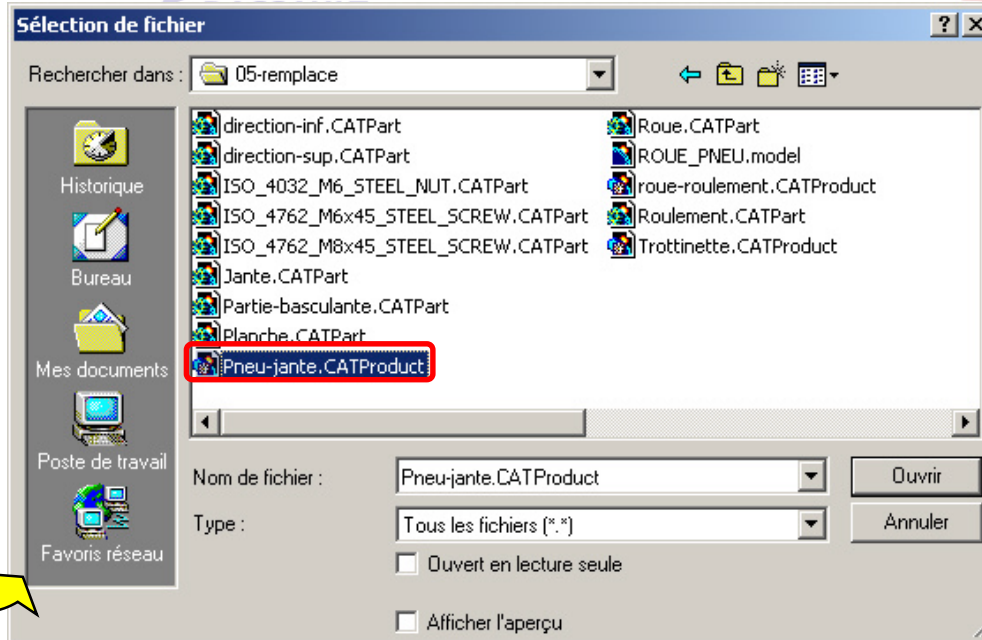 Sélection de fichier
Rechercher dans :
05-remplace
Historique
Bureau
Mes documents
Poste de travail
Favoris réseau
direction-inf.CATPart
direction-sup.CATPart
ISO_4032_M6_STEEL_NUT.CATPart
ISO_4762_M6x45_STEEL_SCREW.CATPart
ISO_4762_M8x45_STEEL_SCREW.CATPart
Jante.CATPart
Partie-basculante.CATPart
Planche.CATPart
Pneu-jante.CATProduct
Roue.CATPart
ROUE_PNEU.model
roue-roulement.CATProduct
Roulement.CATPart
Trottinette.CATProduct
Nom de fichier :
Pneu-jante.CATProduct
Ouvrir
Type :
Tous les fichiers (*.*)
Annuler
Ouvert en lecture seule
Afficher l'aperçu